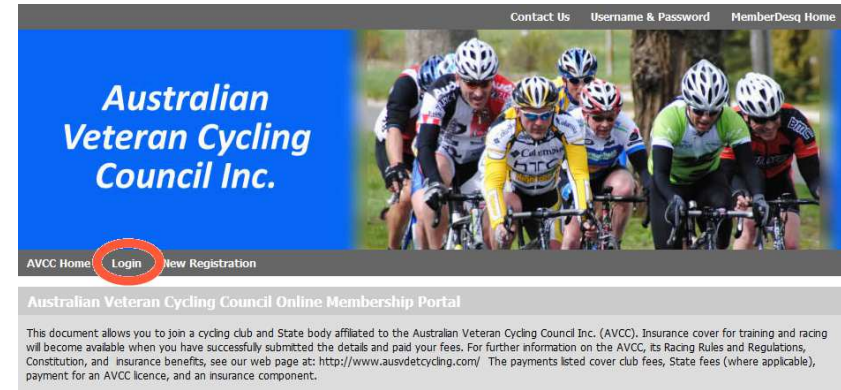 Contact Us Username & Password MemberDesq Home
Australian
Veteran Cycling
Council Inc.
AVCC Home Login New Registration
Australian Veteran Cycling Council Online Membership Portal
This document allows you to join a cycling club and State body affiliated to the Australian Veteran Cycling Council Inc. (AVCC). Insurance cover for training and racing
will become available when you have successfully submitted the details and paid your fees. For further information on the AVCC, its Racing Rules and Regulations,
Constitution, and insurance benefits, see our web page at: http://www.ausvdetcycling.com/ The payments listed cover club fees, State fees (where applicable),
payment for an AVCC licence, and an insurance component.